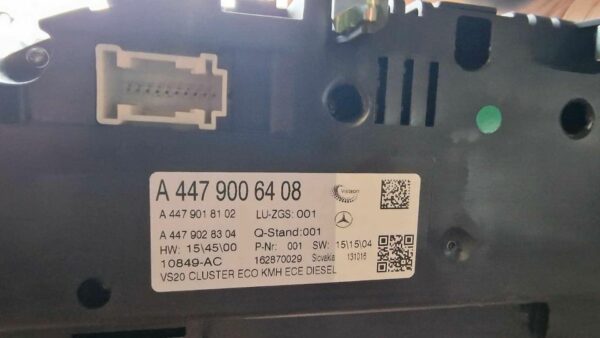 A 447 900 64 08
Visteon
A 447 901 81 02 LU-ZGS: 001
A 447 902 83 04 Q-Stand: 001
HW: 15\45\00 P-Nr: 001 SW: 15\15\04
10849-AC 162870029 Slovakia 131016
VS20 CLUSTER ECO KMH ECE DIESEL